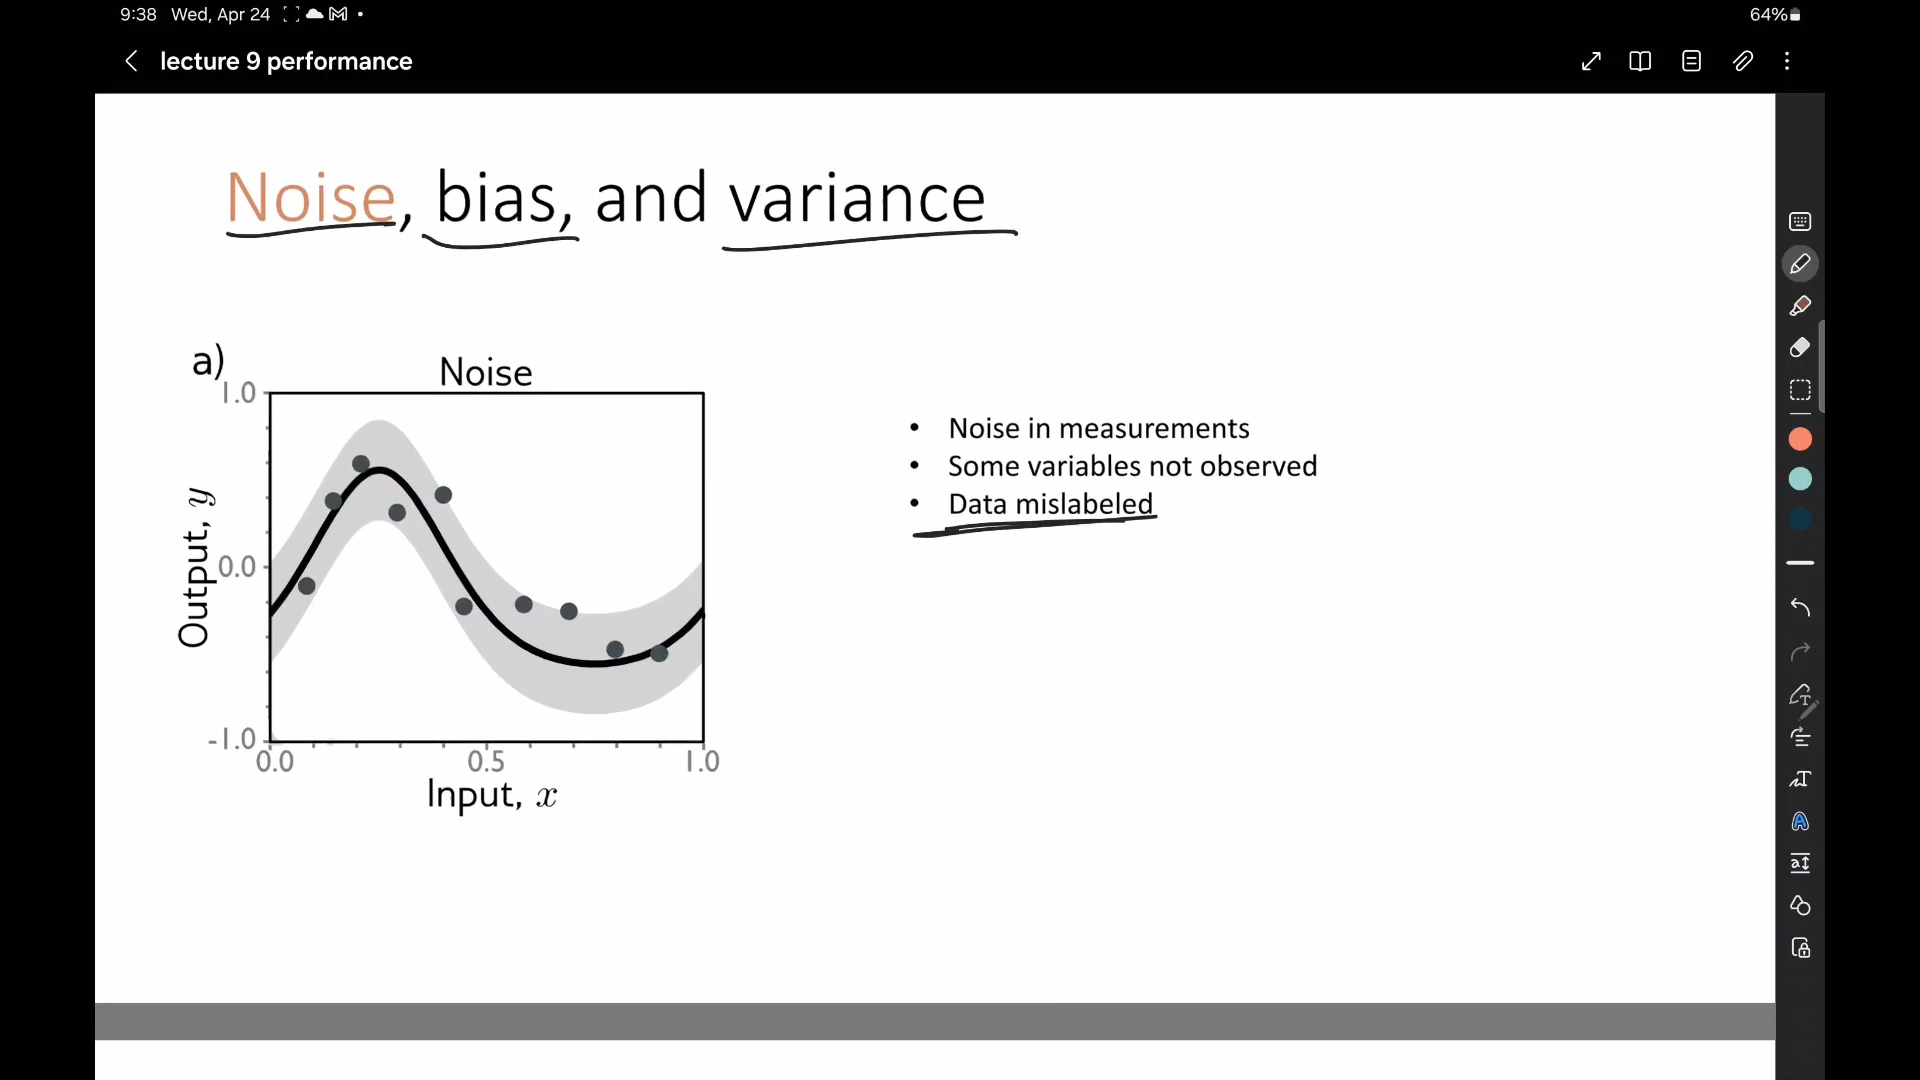 9:38 Wed, Apr 24
64%
lecture 9 performance
Noise, bias, and variance
a)
Noise
1.0
0.0
-1.0
Output, y
0.0 0.5 1.0
Input, x
• Noise in measurements
• Some variables not observed
• Data mislabeled